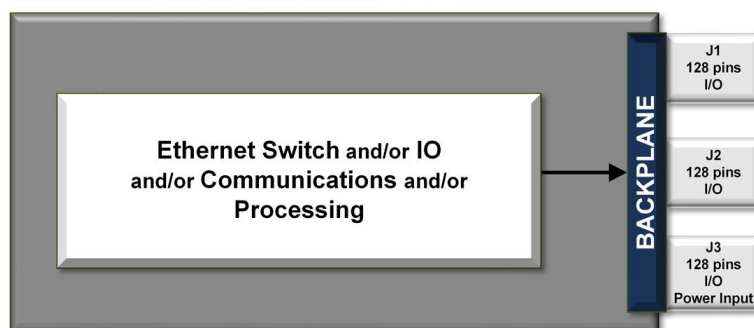 Ethernet Switch and/or IO
and/or Communications and/or
Processing
BACKPLANE
J1
128 pins
I/O
J2
128 pins
I/O
J3
128 pins
I/O
Power Input